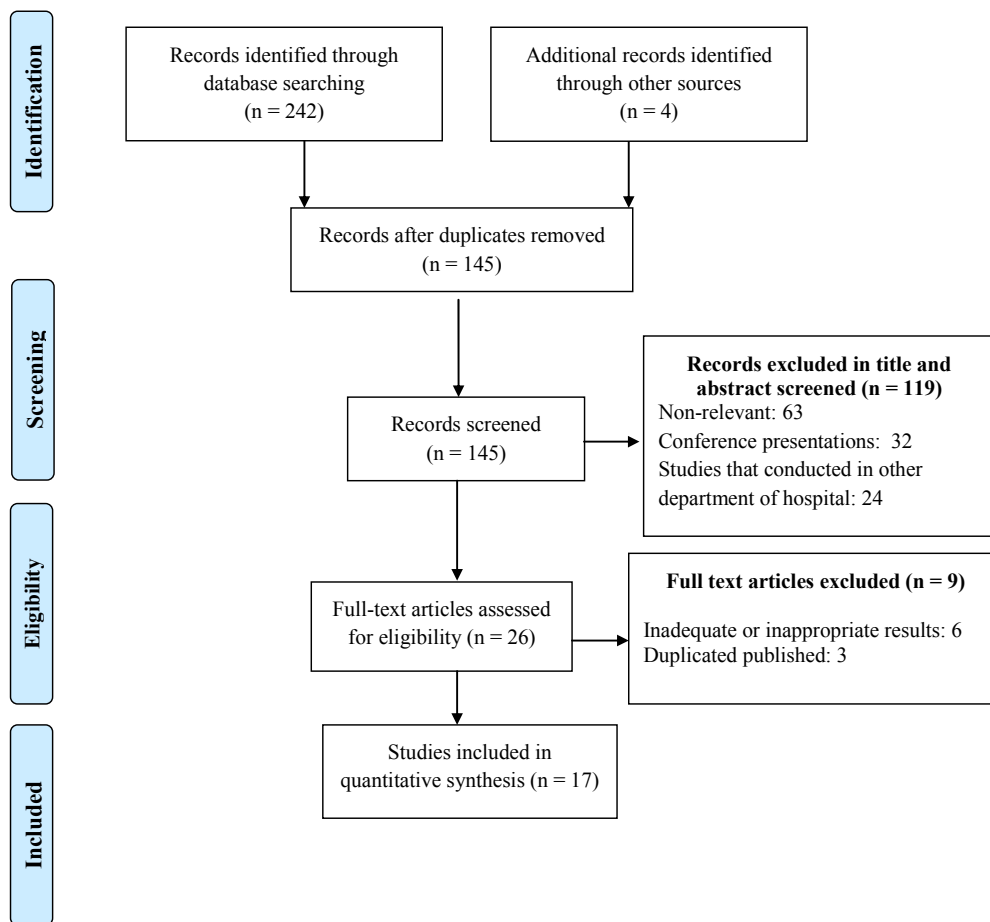 Identification
Records identified through
database searching
(n = 242)
Additional records identified
through other sources
(n = 4)
Records after duplicates removed
(n = 145)
Screening
Records screened
(n = 145)
Records excluded in title and
abstract screened (n = 119)
Non-relevant: 63
Conference presentations: 32
Studies that conducted in other
department of hospital: 24
Eligibility
Full-text articles assessed
for eligibility (n = 26)
Full text articles excluded (n = 9)
Inadequate or inappropriate results: 6
Duplicated published: 3
Included
Studies included in
quantitative synthesis (n = 17)